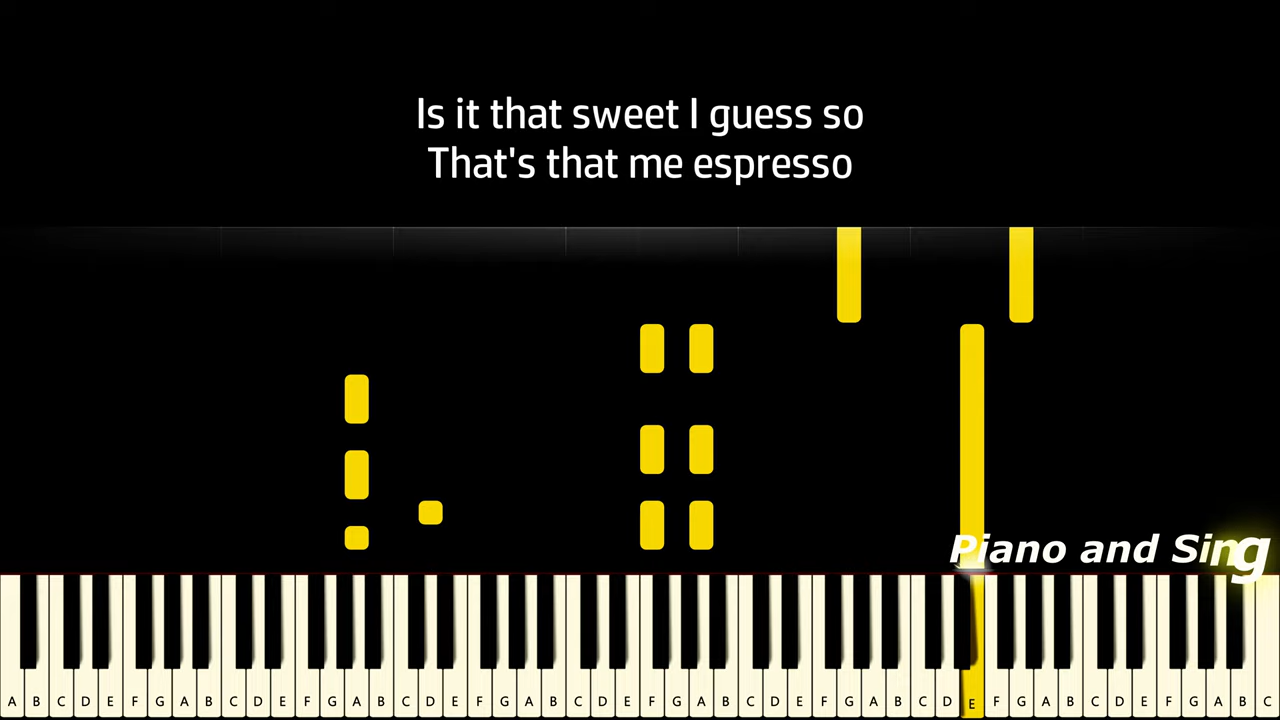 Is it that sweet I guess so
That's that me espresso
Piano and Sing
A B C D E F G A B C D E F G A B C D E F G A B C D E F G A B C D E F G A B C D E F G A B C D E F G A B C